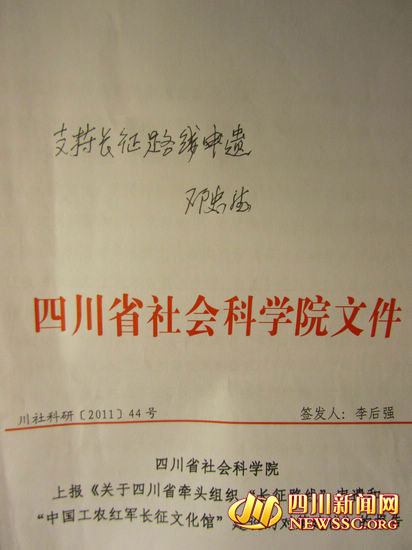 支持长征路线申遗
四川省社会科学院文件
川社科研〔2011〕44号
签发人：李后强
四川省社会科学院
上报《关于四川省牵头组织“长征路线”申遗和
“中国工农红军长征文化馆”
四川新闻网
WWW.NEWSSC.ORG